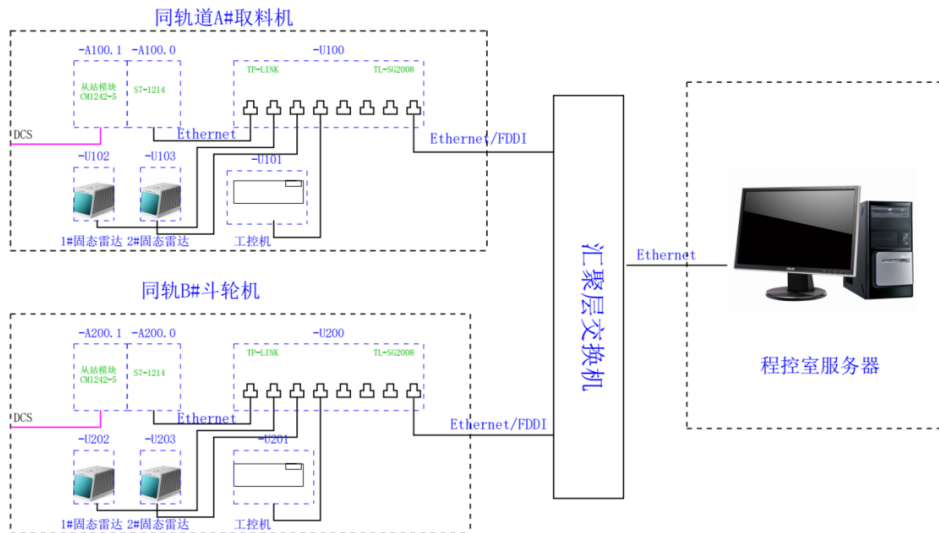 同轨道A#取料机
-A100.1
-A100.0
-U100
从站模块
CM1242-5
S7-1214
TP-LINK
TL-SG2008
DCS
Ethernet
Ethernet/FDDI
-U102
-U103
-U101
1#固态雷达
2#固态雷达
工控机
同轨B#斗轮机
-A200.1
-A200.0
-U200
从站模块
CM1242-5
S7-1214
TP-LINK
TL-SG2008
DCS
Ethernet
Ethernet/FDDI
-U202
-U203
-U201
1#固态雷达
2#固态雷达
工控机
汇聚层交换机
Ethernet
程控室服务器